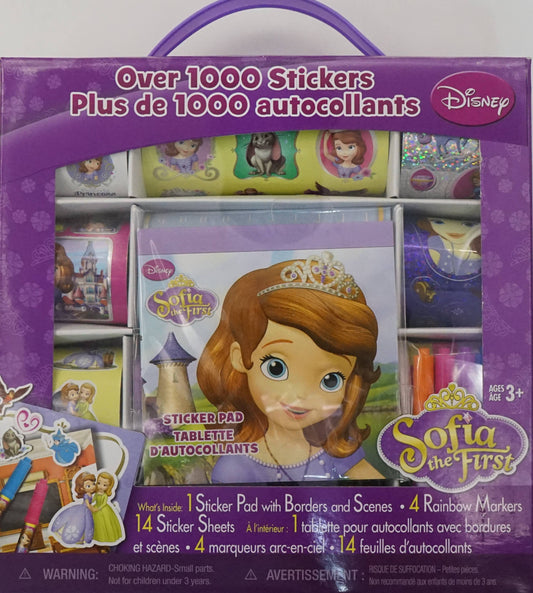 Over 1000 Stickers
Plus de 1000 autocollants
Disney
Princess
Disney
Sofia
the First
STICKER PAD
TABLETTE
D'AUTOCOLLANTS
AGES
AGE 3+
Sofia
the First
What's Inside: 1 Sticker Pad with Borders and Scenes • 4 Rainbow Markers
14 Sticker Sheets À l'intérieur : 1 tablette pour autocollants avec bordures
et scènes • 4 marqueurs arc-en-ciel • 14 feuilles d'autocollants
WARNING: CHOKING HAZARD-Small parts.
Not for children under 3 years.
AVERTISSEMENT : RISQUE DE SUFFOCATION – Petites pièces.
Non recommandé aux enfants de moins de 3 ans.